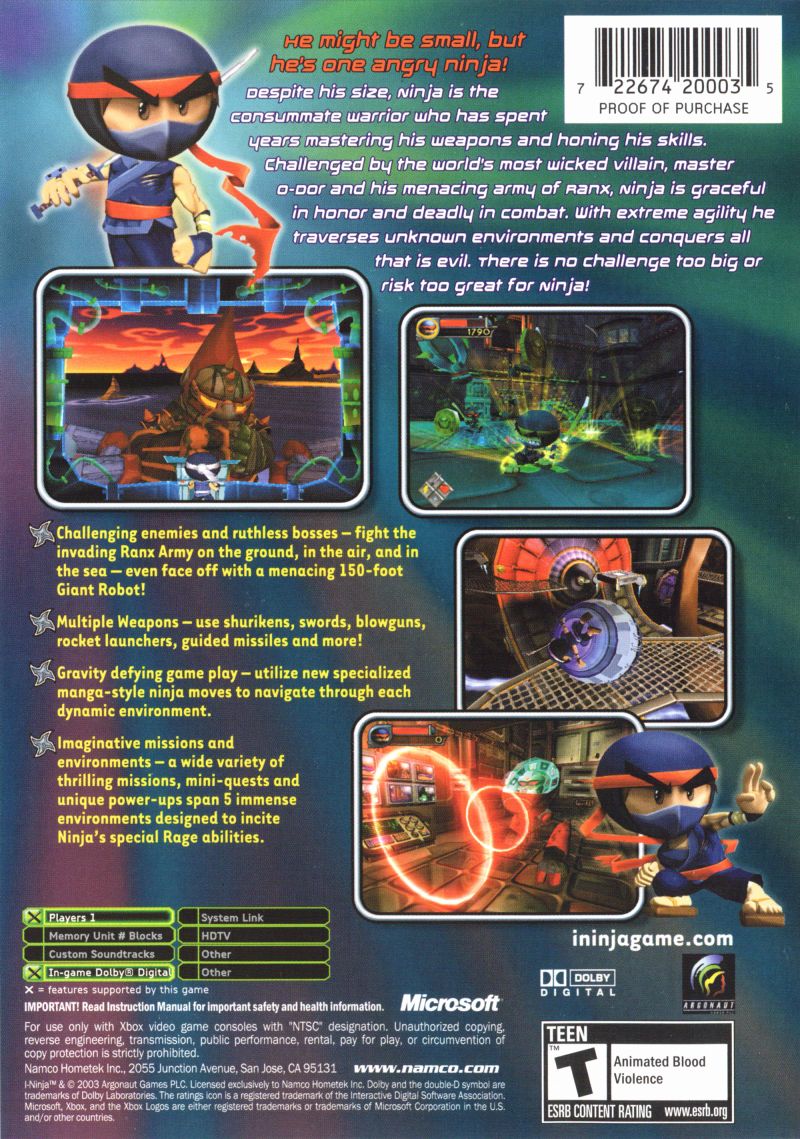 He might be small, but
he's one angry ninja!
Despite his size, Ninja is the
consummate warrior who has spent
years mastering his weapons and honing his skills.
Challenged by the world's most wicked villain, master
O-Dor and his menacing army of Ranx, Ninja is graceful
in honor and deadly in combat. With extreme agility he
traverses unknown environments and conquers all
that is evil. There is no challenge too big or
risk too great for Ninja!
7 22674 20003 5
PROOF OF PURCHASE
1790
Challenging enemies and ruthless bosses – fight the
invading Ranx Army on the ground, in the air, and in
the sea – even face off with a menacing 150-foot
Giant Robot!
Multiple Weapons – use shurikens, swords, blowguns,
rocket launchers, guided missiles and more!
Gravity defying game play – utilize new specialized
manga-style ninja moves to navigate through each
dynamic environment.
Imaginative missions and
environments – a wide variety of
thrilling missions, mini-quests and
unique power-ups span 5 immense
environments designed to incite
Ninja's special Rage abilities.
0
ininjagame.com
X Players 1
Memory Unit # Blocks
Custom Soundtracks
X In-game Dolby® Digital
System Link
HDTV
Other
Other
X = features supported by this game
IMPORTANT! Read Instruction Manual for important safety and health information.
Microsoft
For use only with Xbox video game consoles with "NTSC" designation. Unauthorized copying,
reverse engineering, transmission, public performance, rental, pay for play, or circumvention of
copy protection is strictly prohibited.
Namco Hometek Inc., 2055 Junction Avenue, San Jose, CA 95131
www.namco.com
I-Ninja™ & © 2003 Argonaut Games PLC. Licensed exclusively to Namco Hometek Inc. Dolby and the double-D symbol are
trademarks of Dolby Laboratories. The ratings icon is a registered trademark of the Interactive Digital Software Association.
Microsoft, Xbox, and the Xbox Logos are either registered trademarks or trademarks of Microsoft Corporation in the U.S.
and/or other countries.
DOLBY
DIGITAL
ARGONAUT
TEEN
T
™
Animated Blood
Violence
ESRB CONTENT RATING www.esrb.org